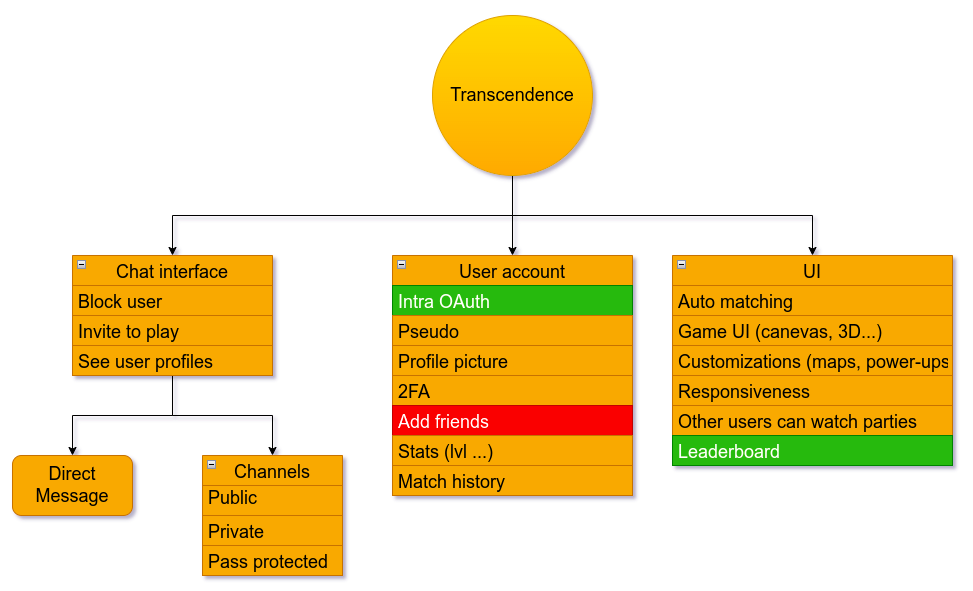 Transcendence
Chat interface
Block user
Invite to play
See user profiles
User account
Intra OAuth
Pseudo
Profile picture
2FA
Add friends
Stats (lvl ...)
Match history
UI
Auto matching
Game UI (canevas, 3D...)
Customizations (maps, power-ups
Responsiveness
Other users can watch parties
Leaderboard
Direct
Message
Channels
Public
Private
Pass protected